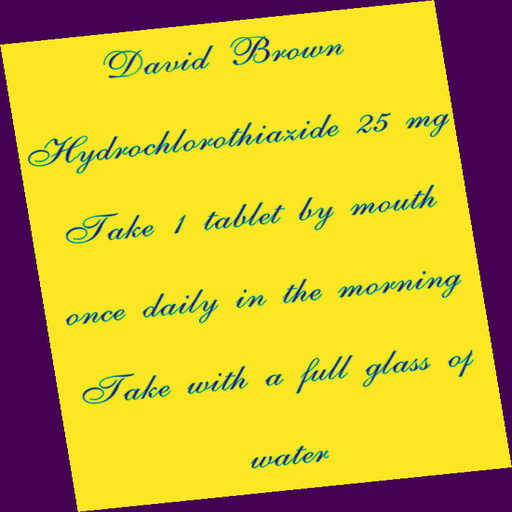 David Brown
Hydrochlorothiazide 25 mg
Take 1 tablet by mouth
once daily in the morning
Take with a full glass of
water